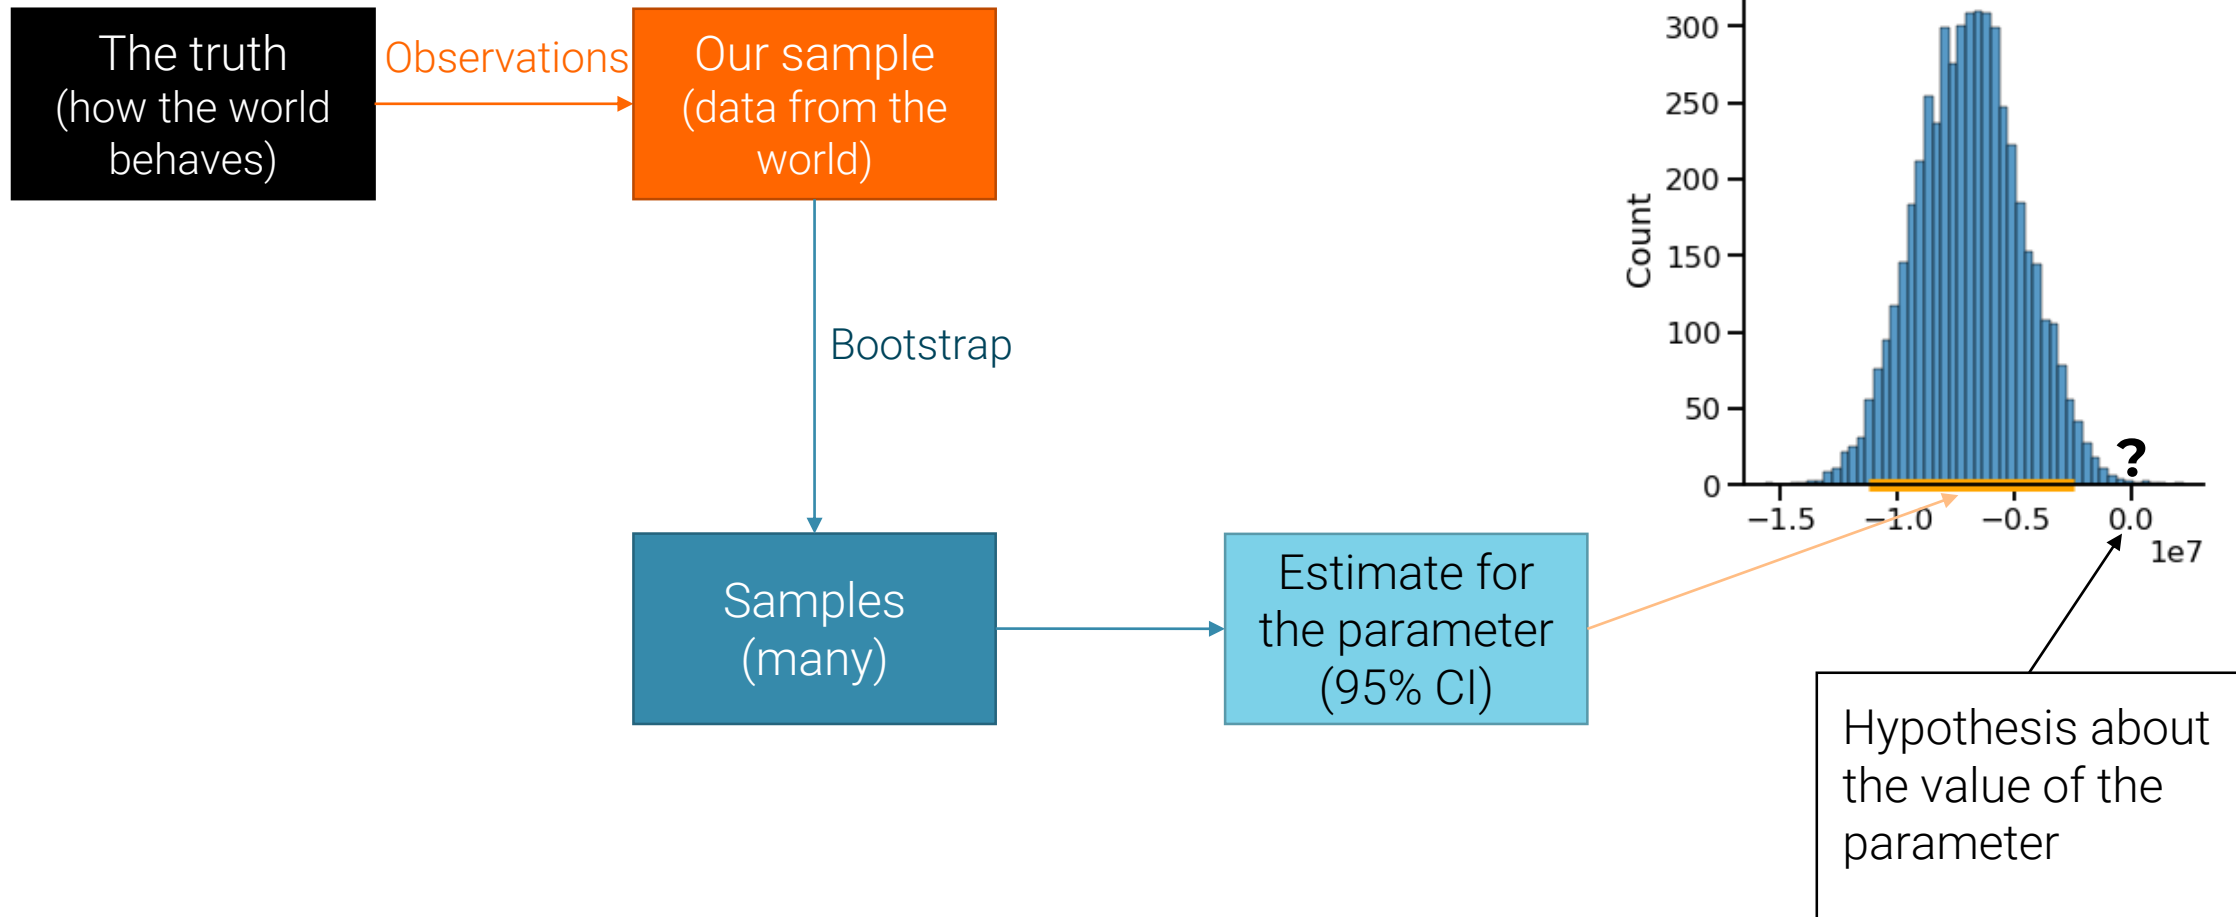 The truth
(how the world
behaves)
Observations
Our sample
(data from the
world)
Bootstrap
Samples
(many)
Estimate for
the parameter
(95% CI)
Count
300
250
200
150
100
50
0
?
−1.5
−1.0
−0.5
0.0
1e7
Hypothesis about
the value of the
parameter